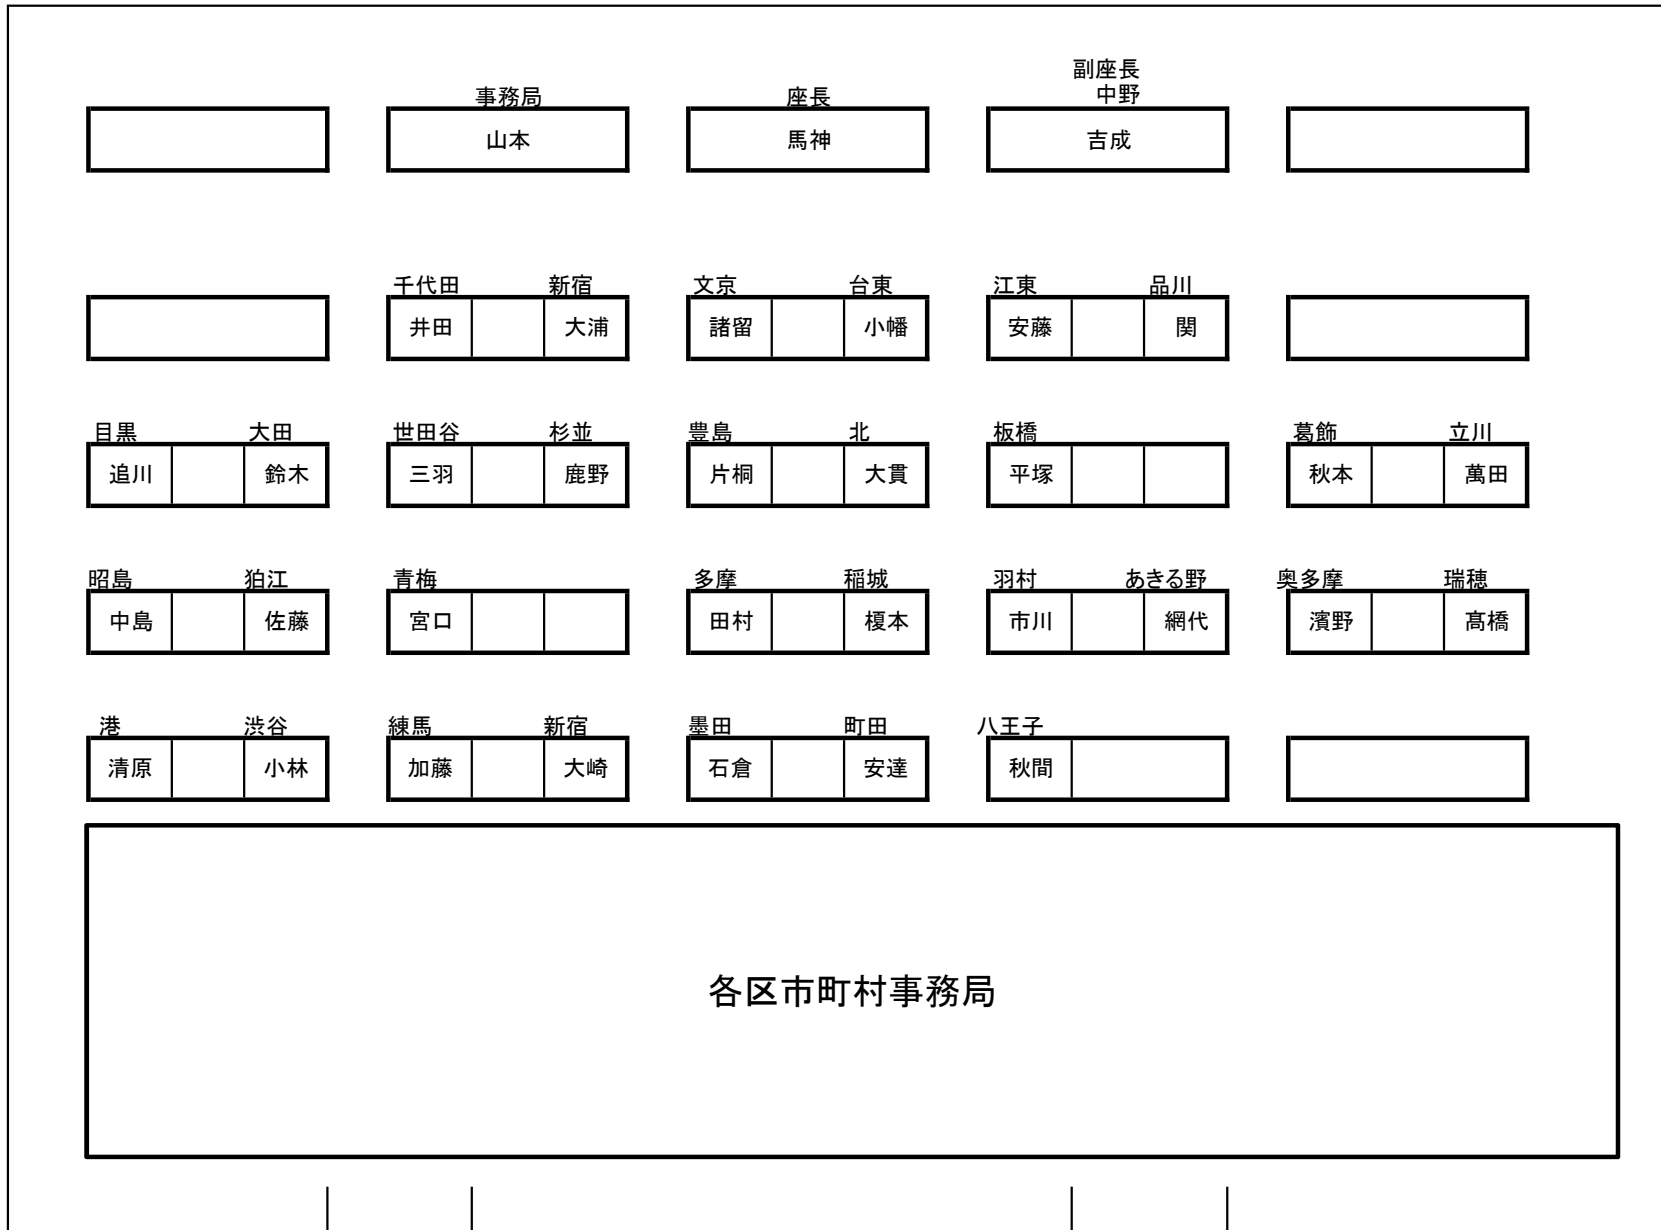 副座長
事務局 座長 中野
山本 馬神 吉成
千代田 新宿 文京 台東 江東 品川
井田 大浦 諸留 小幡 安藤 関
目黒 大田 世田谷 杉並 豊島 北 板橋 葛飾 立川
追川 鈴木 三羽 鹿野 片桐 大貫 平塚 秋本 萬田
昭島 狛江 青梅 多摩 稲城 羽村 あきる野 奥多摩 瑞穂
中島 佐藤 宮口 田村 榎本 市川 網代 濱野 髙橋
港 渋谷 練馬 新宿 墨田 町田 八王子
清原 小林 加藤 大崎 石倉 安達 秋間
各区市町村事務局